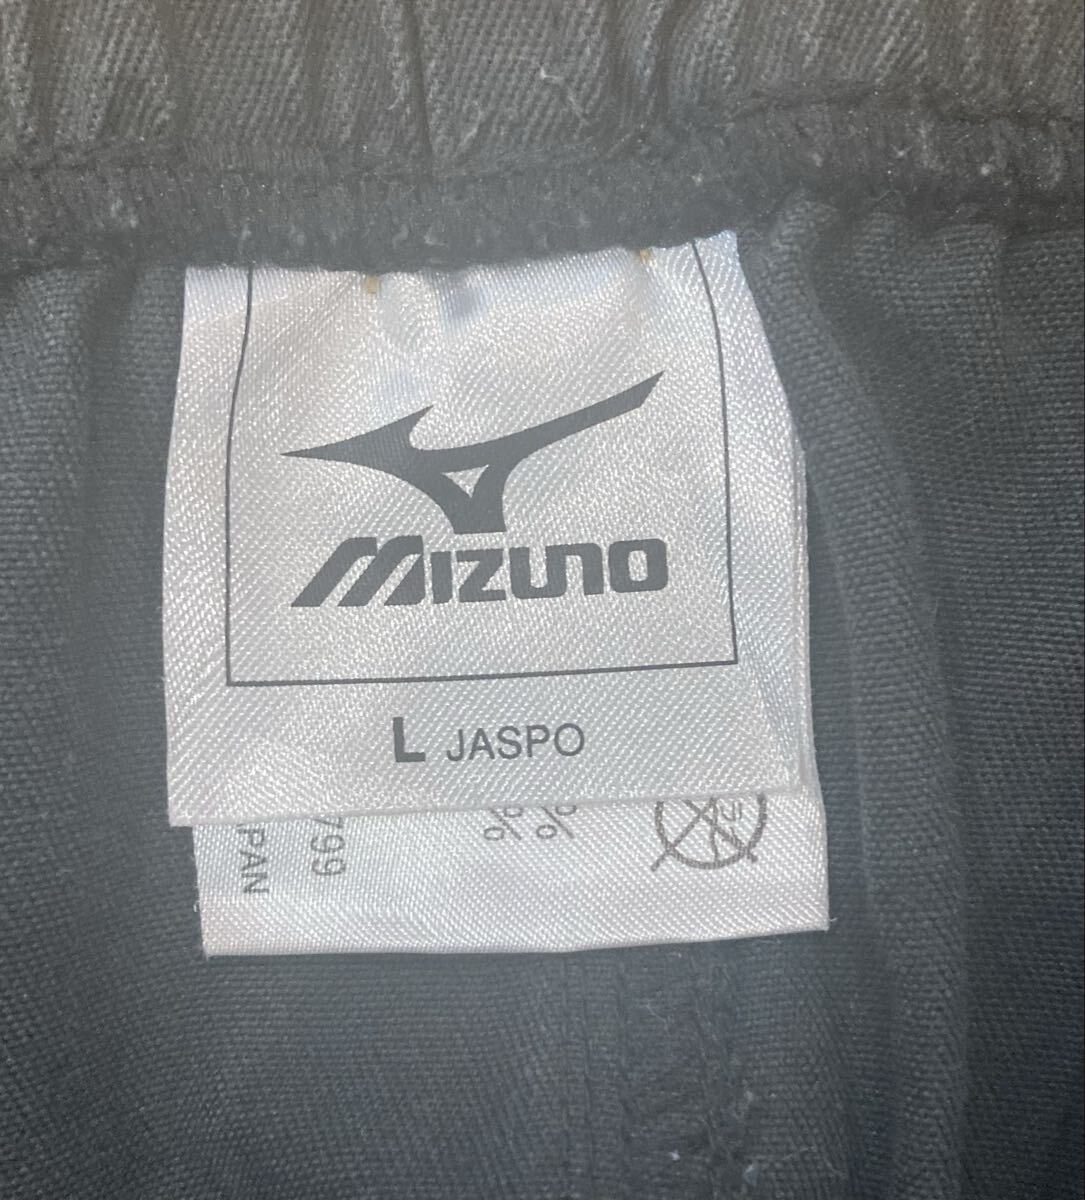 MIZUNO
L JASPO
%
%
799
PAN